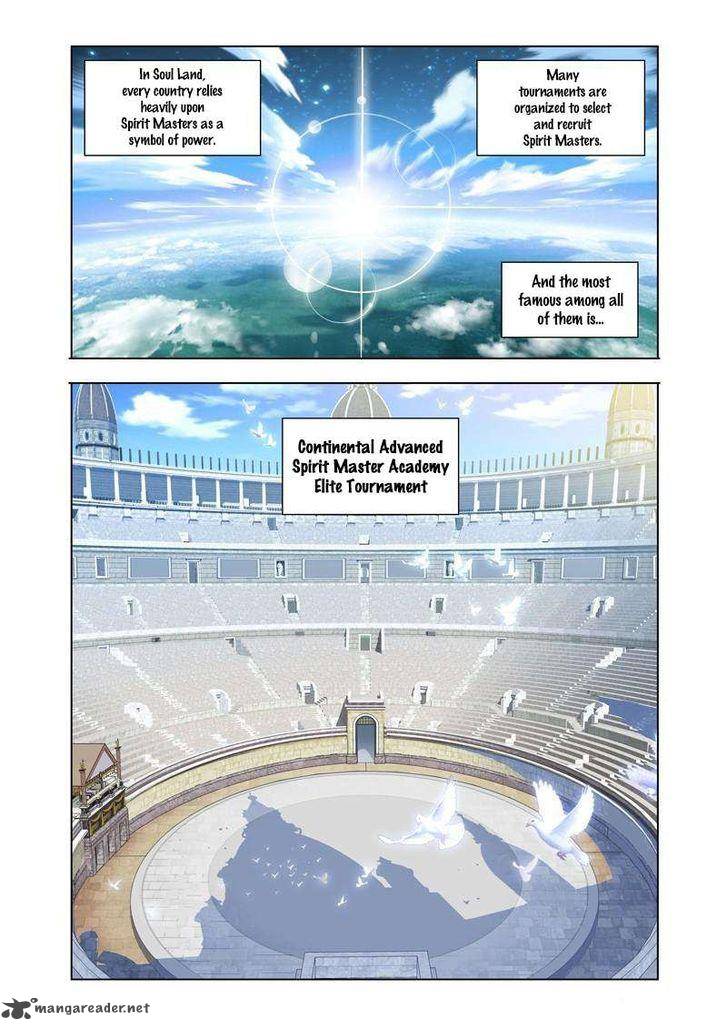 In Soul Land,
every country relies
heavily upon
Spirit Masters as a
symbol of power.
Many
tournaments are
organized to select
and recruit
Spirit Masters.
And the most
famous among all
of them is...
Continental Advanced
Spirit Master Academy
Elite Tournament
mangareader.net